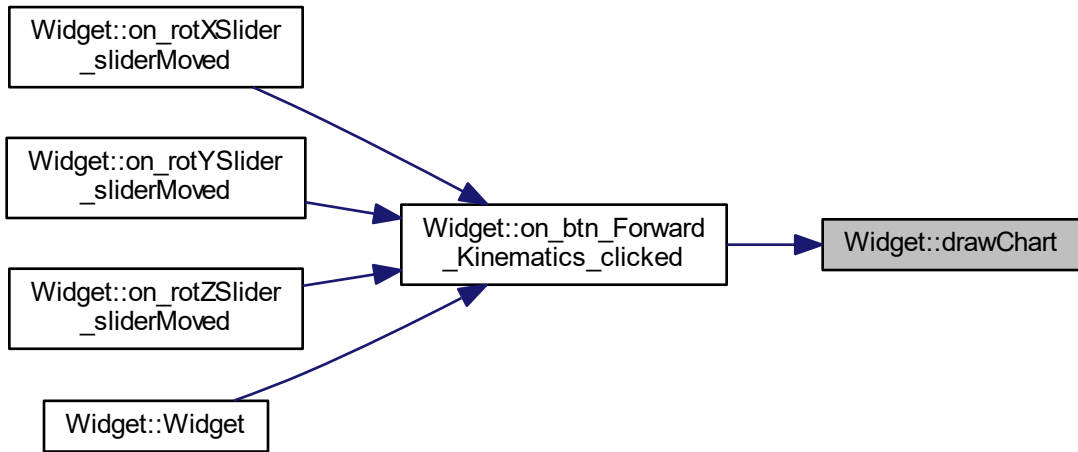 Widget::on_rotXSlider
_sliderMoved
Widget::on_rotYSlider
_sliderMoved
Widget::on_rotZSlider
_sliderMoved
Widget::Widget
Widget::on_btn_Forward
_Kinematics_clicked
Widget::drawChart